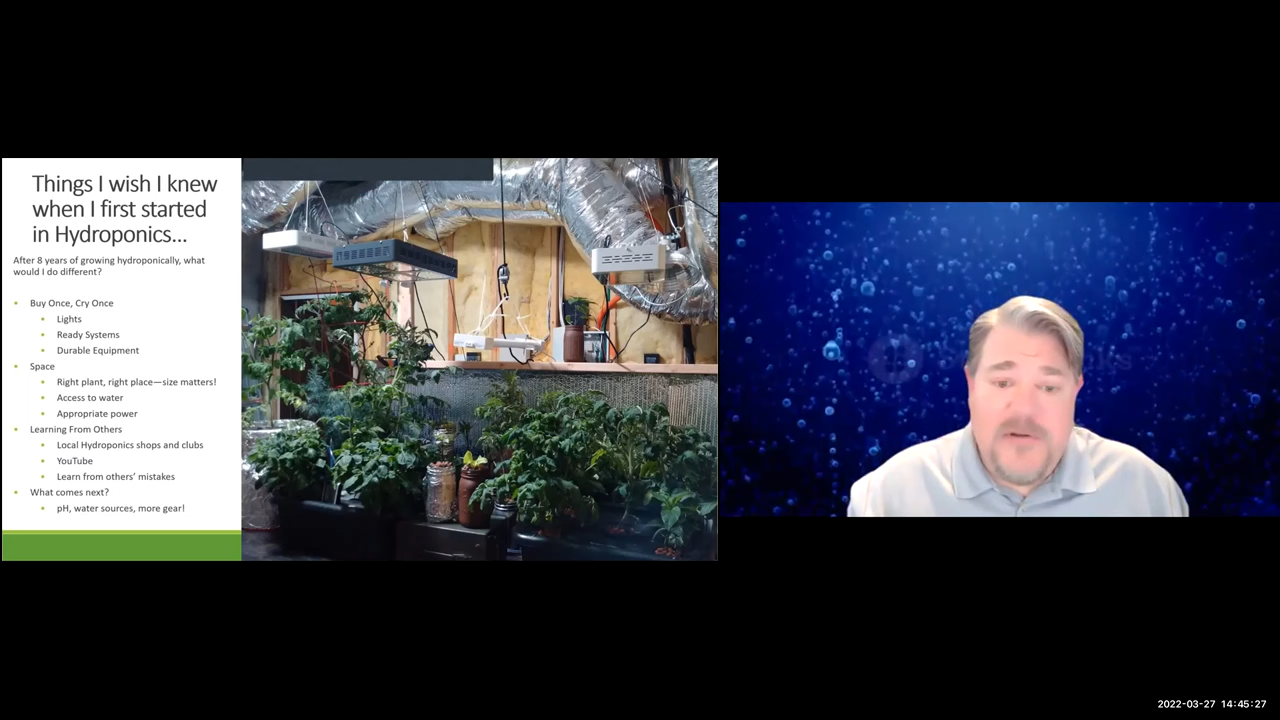 Things I wish I knew
when I first started
in Hydroponics…
After 8 years of growing hydroponically, what
would I do different?
Buy Once, Cry Once
Lights
Ready Systems
Durable Equipment
Space
Right plant, right place—size matters!
Access to water
Appropriate power
Learning From Others
Local Hydroponics shops and clubs
YouTube
Learn from others’ mistakes
What comes next?
pH, water sources, more gear!
2022-03-27 14:45:27